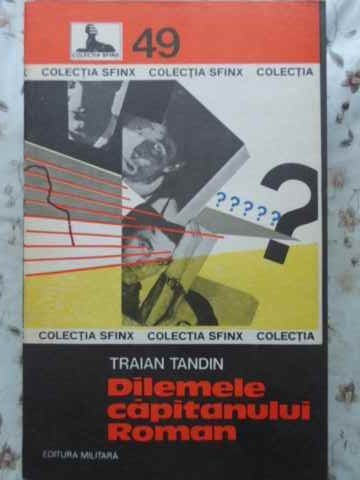 COLECȚIA SFINX
49
COLECȚIA SFINX COLECȚIA SFINX COLECȚIA
?????
?
COLECȚIA SFINX COLECȚIA SFINX COLECȚIA
TRAIAN TANDIN
Dilemele
căpitanului
Roman
EDITURA MILITARĂ